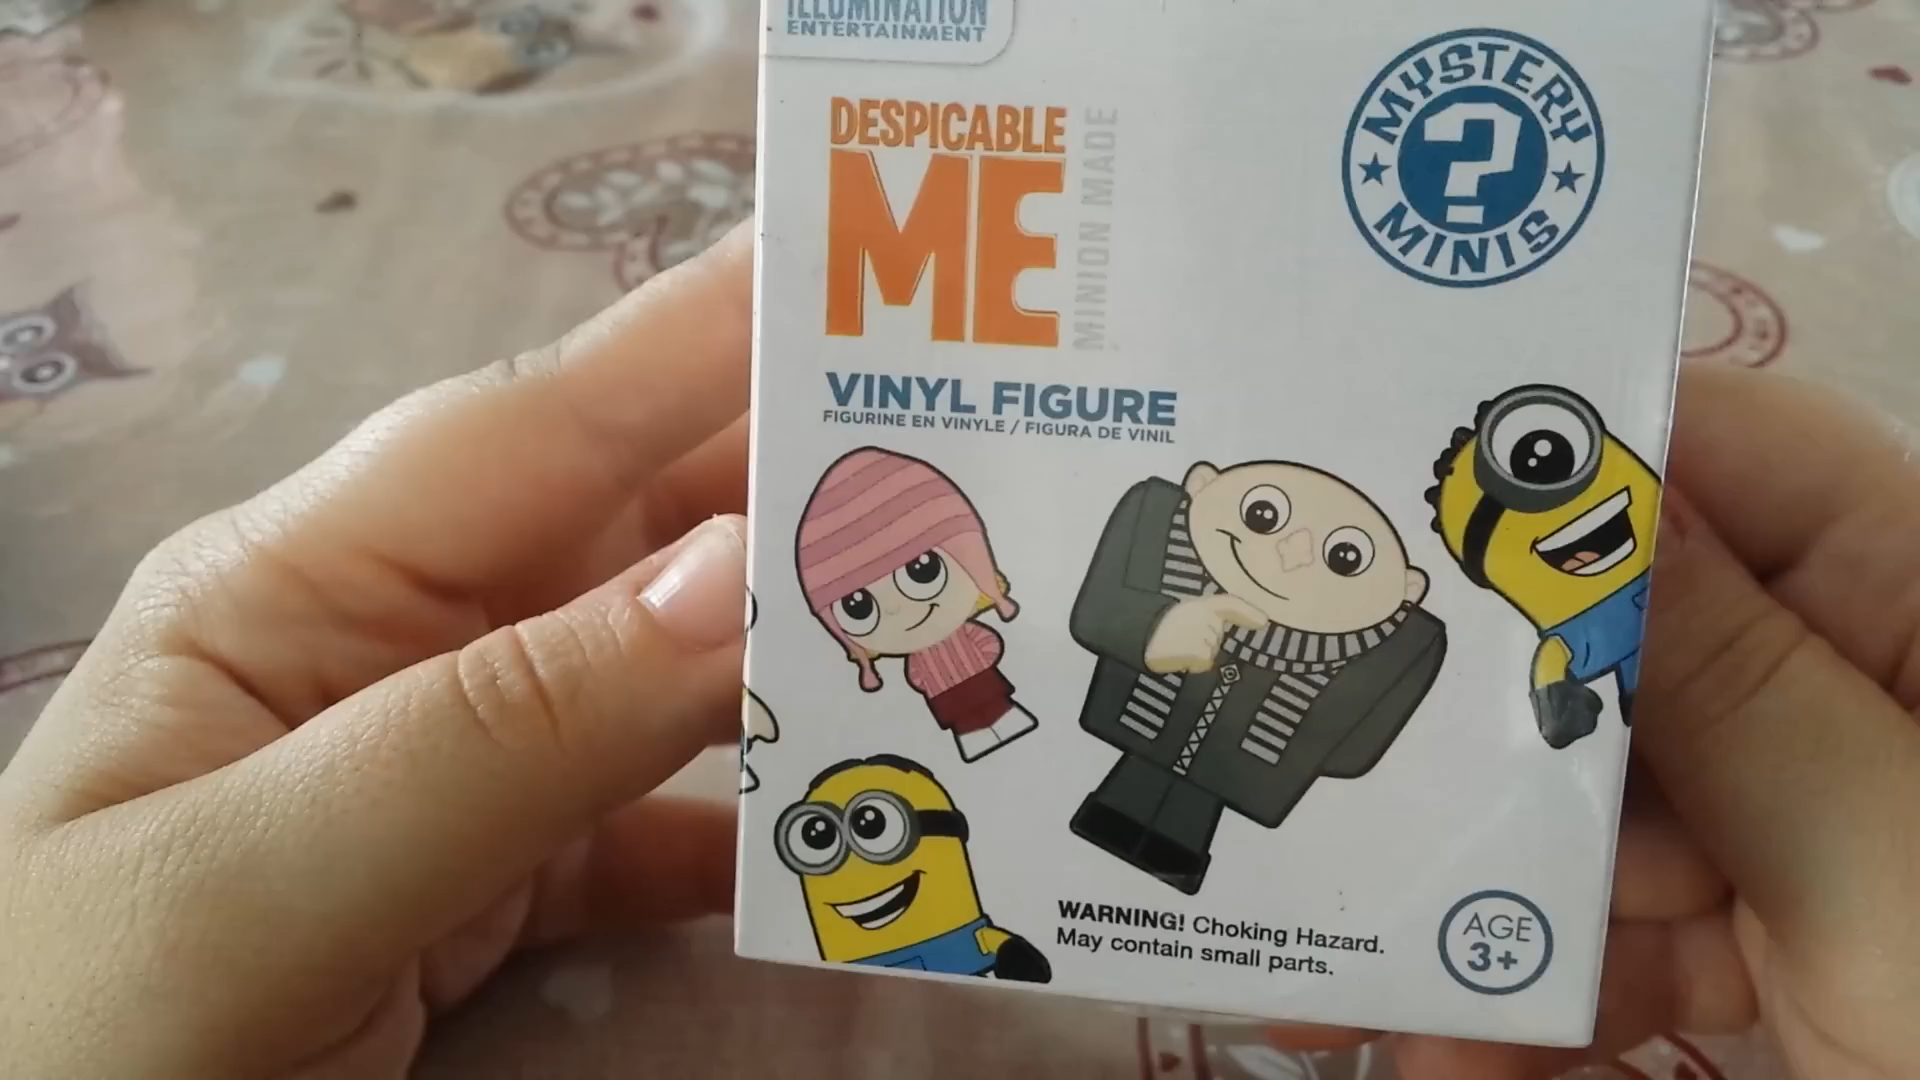 ILLUMINATION
ENTERTAINMENT
DESPICABLE
ME
MINION MADE
MYSTERY
?
MINIS
VINYL FIGURE
FIGURINE EN VINYLE / FIGURA DE VINIL
WARNING! Choking Hazard.
May contain small parts.
AGE
3+